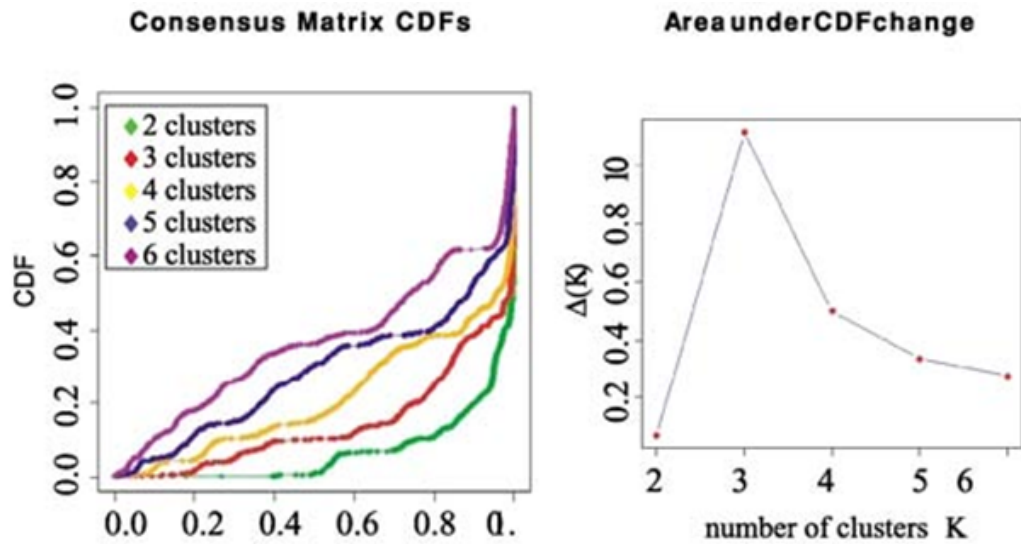 Consensus Matrix CDFs
AreaunderCDFchange
CDF
1.0
0.8
0.6
0.4
0.2
0.0
2 clusters
3 clusters
4 clusters
5 clusters
6 clusters
0.0 0.2 0.4 0.6 0.8 0 1.
Δ(K)
10
0.8
0.6
0.4
0.2
2 3 4 5 6
number of clusters K